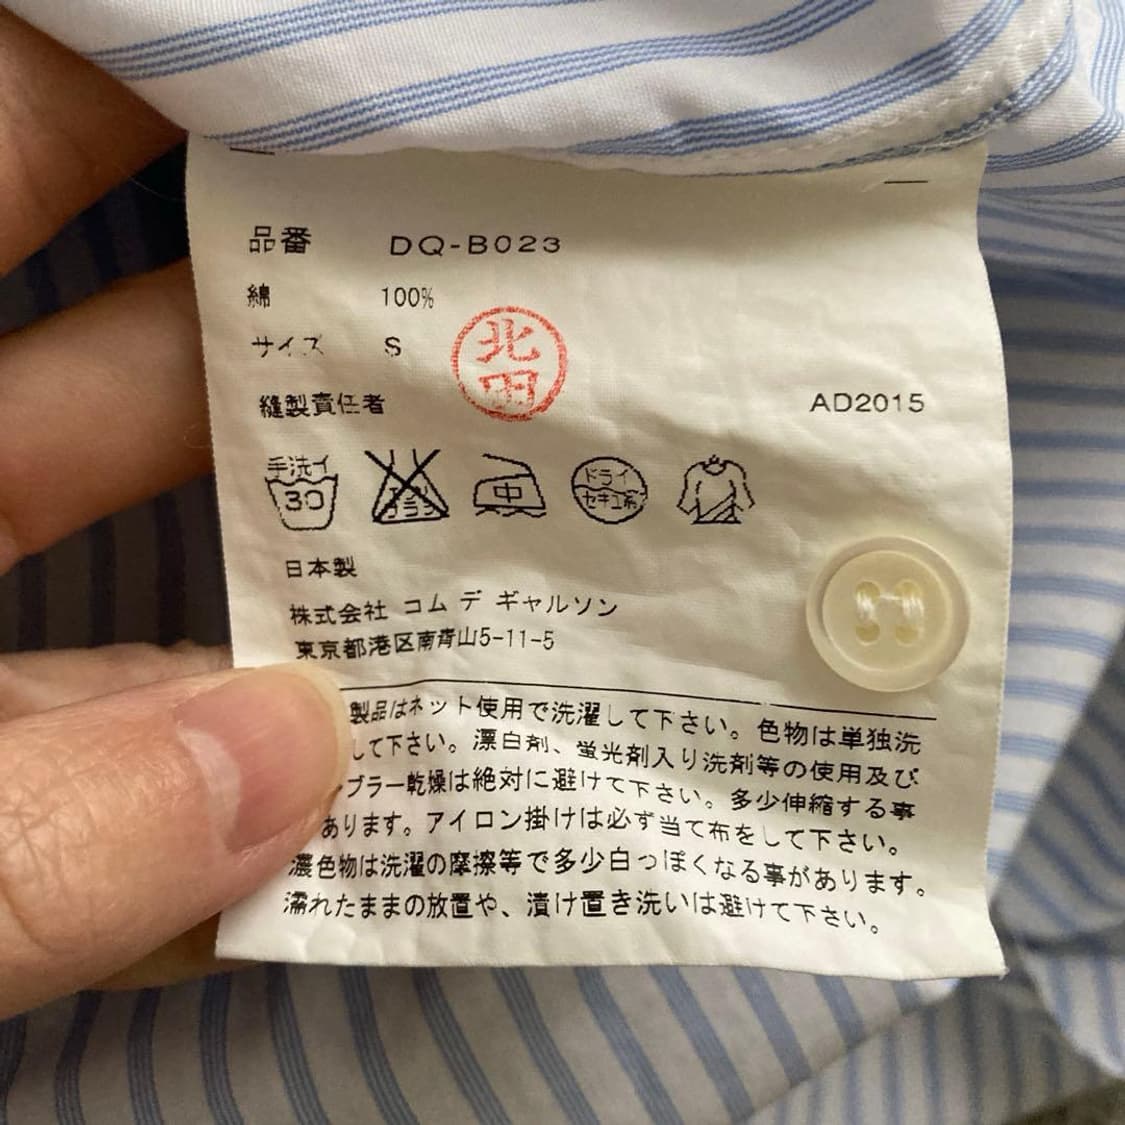 品番 DQ-B023
綿 100%
サイズ S
北
縫製責任者 AD2015
手洗イ
30
中
ドライ
セキユ系
日本製
株式会社 コム デ ギャルソン
東京都港区南青山5-11-5
製品はネット使用で洗濯して下さい。色物は単独洗
して下さい。漂白剤、蛍光剤入り洗剤等の使用及び
ブラー乾燥は絶対に避けて下さい。多少伸縮する事
あります。アイロン掛けは必ず当て布をして下さい。
濃色物は洗濯の摩擦等で多少白っぽくなる事があります。
濡れたままの放置や、漬け置き洗いは避けて下さい。